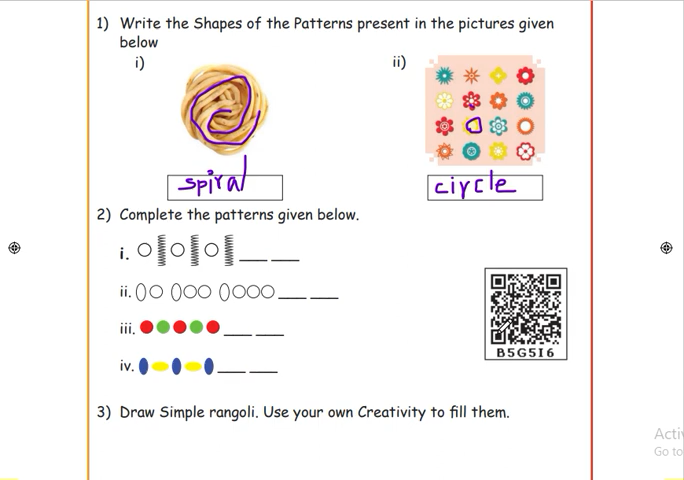 1) Write the Shapes of the Patterns present in the pictures given
below
i)
ii)
spiral
circle
2) Complete the patterns given below.
i.
ii.
iii.
iv.
B5G5I6
3) Draw Simple rangoli. Use your own Creativity to fill them.
Go to